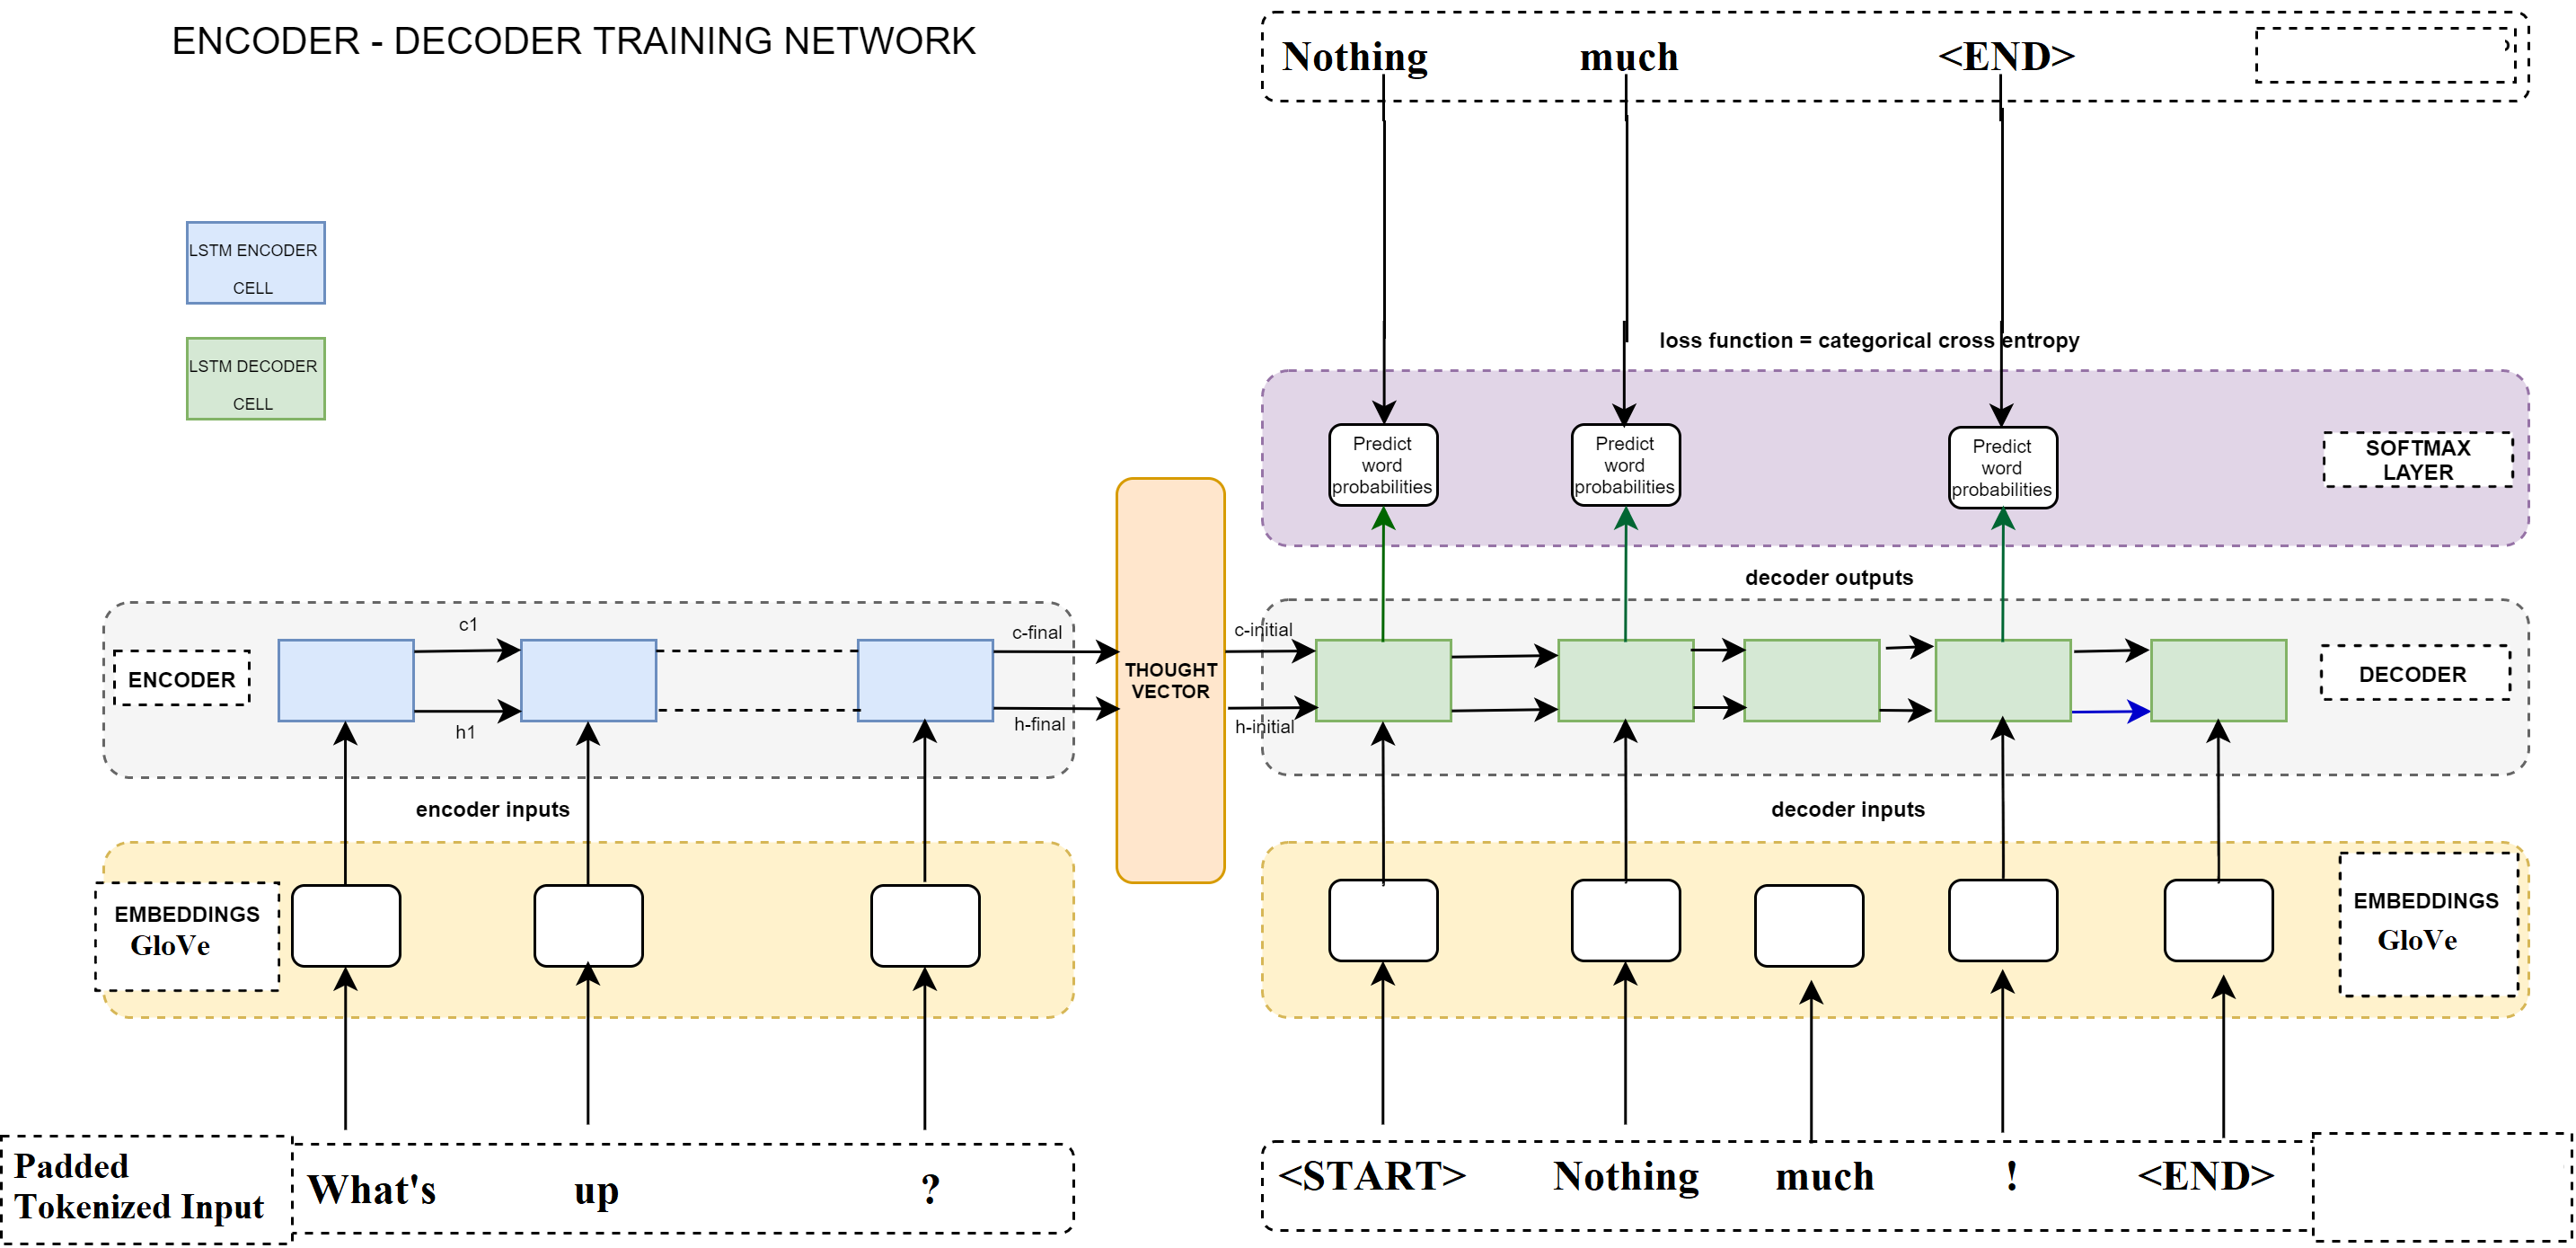 ENCODER - DECODER TRAINING NETWORK
Nothing much <END>
LSTM ENCODER
CELL
LSTM DECODER
CELL
loss function = categorical cross entropy
Predict
word
probabilities
Predict
word
probabilities
Predict
word
probabilities
SOFTMAX
LAYER
decoder outputs
ENCODER
c1
h1
c-final
h-final
THOUGHT
VECTOR
c-initial
h-initial
DECODER
encoder inputs
decoder inputs
EMBEDDINGS
GloVe
EMBEDDINGS
GloVe
Padded
Tokenized Input
What's up ?
<START> Nothing much ! <END>